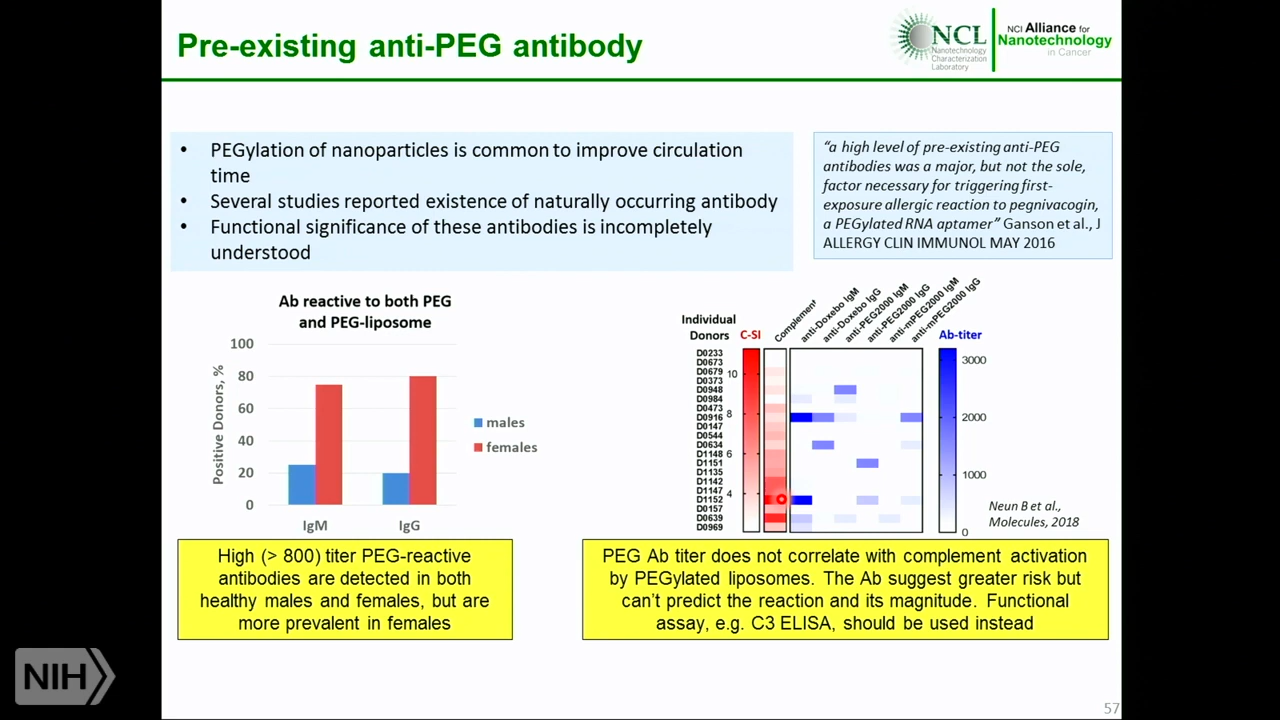 Pre-existing anti-PEG antibody
NCL
Nanotechnology
Characterization
Laboratory
NCI Alliance for
Nanotechnology
in Cancer
• PEGylation of nanoparticles is common to improve circulation
time
• Several studies reported existence of naturally occurring antibody
• Functional significance of these antibodies is incompletely
understood
“a high level of pre-existing anti-PEG
antibodies was a major, but not the sole,
factor necessary for triggering first-
exposure allergic reaction to pegnivacogin,
a PEGylated RNA aptamer” Ganson et al., J
ALLERGY CLIN IMMUNOL MAY 2016
Ab reactive to both PEG
and PEG-liposome
Positive Donors, %
100
80
60
40
20
0
IgM
IgG
males
females
Individual
Donors
C-SI
Complement
anti-Doxebo IgM
anti-Doxebo IgG
anti-PEG2000 IgM
anti-PEG2000 IgG
anti-mPEG2000 IgM
anti-mPEG2000 IgG
Ab-titer
D0233
D0673
D0679
D0373
D0948
D0984
D0473
D0916
D0147
D0544
D0634
D1148
D1151
D1135
D1142
D1147
D1152
D0157
D0639
D0969
10
8
6
4
3000
2000
1000
0
Neun B et al.,
Molecules, 2018
High (> 800) titer PEG-reactive
antibodies are detected in both
healthy males and females, but are
more prevalent in females
PEG Ab titer does not correlate with complement activation
by PEGylated liposomes. The Ab suggest greater risk but
can’t predict the reaction and its magnitude. Functional
assay, e.g. C3 ELISA, should be used instead
NIH
57